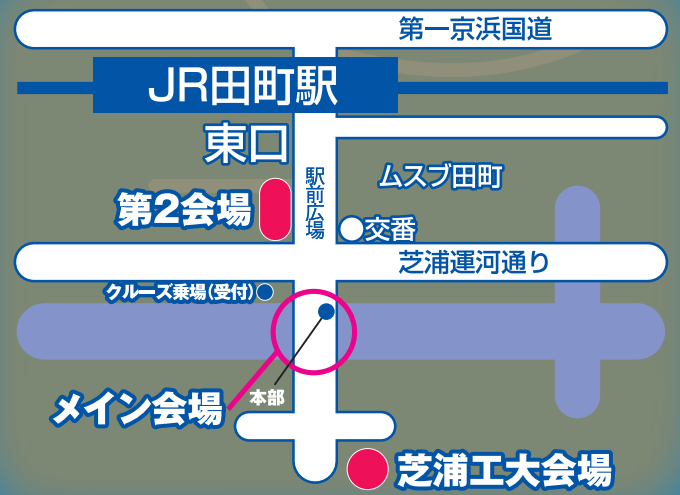 第一京浜国道
JR田町駅
東口
駅前広場
ムスブ田町
第2会場
交番
芝浦運河通り
クルーズ乗場(受付)
メイン会場
本部
芝浦工大会場